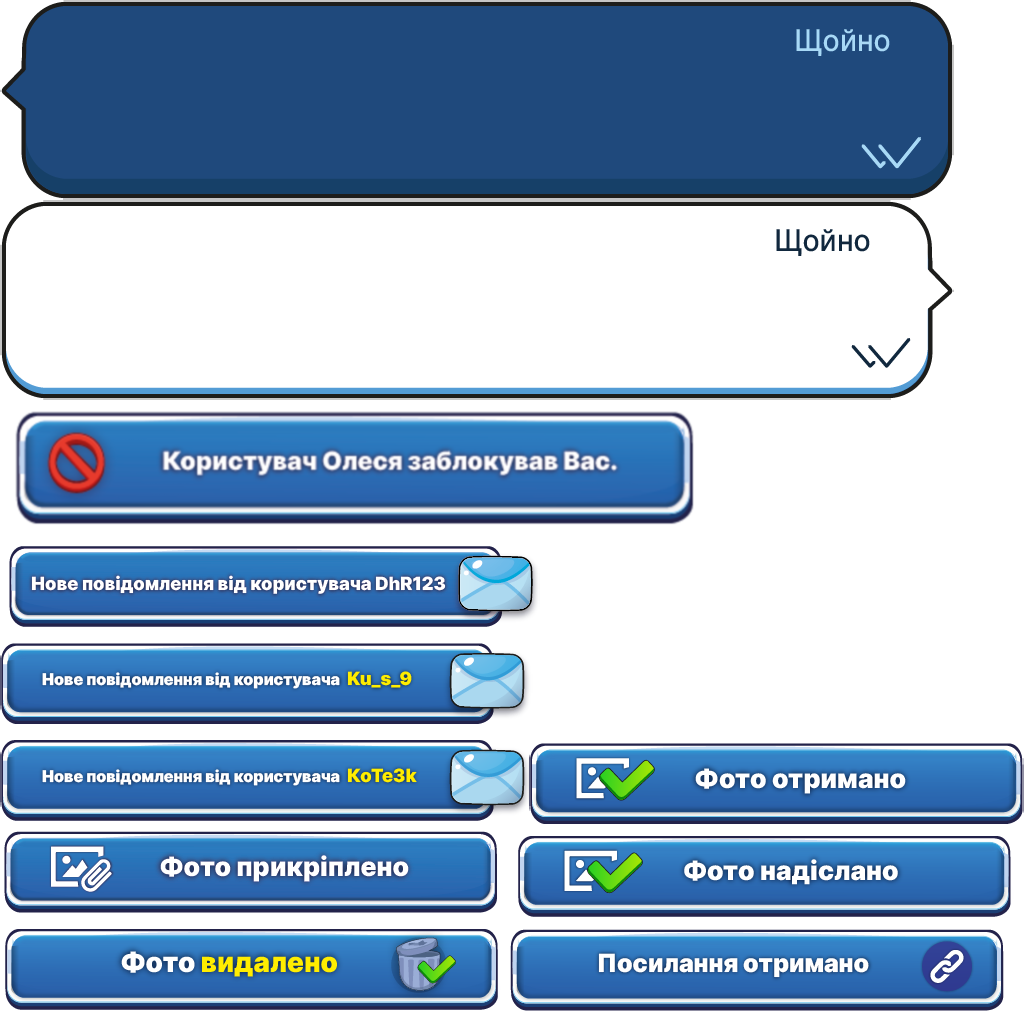 Щойно
Щойно
Користувач Олеся заблокував Вас.
Нове повідомлення від користувача DhR123
Нове повідомлення від користувача Ku_s_9
Нове повідомлення від користувача KoTe3k
Фото отримано
Фото прикріплено
Фото надіслано
Фото видалено
Посилання отримано